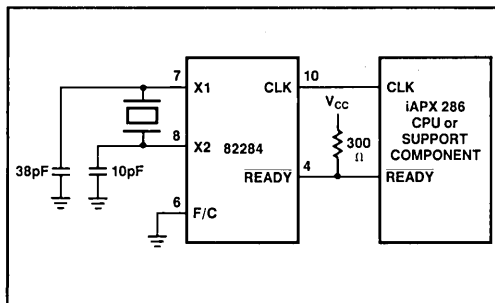 7
X1
CLK
10
CLK
iAPX 286
CPU or
SUPPORT
COMPONENT
VCC
300
Ω
8
X2
82284
38pF
10pF
READY
4
READY
6
F/C